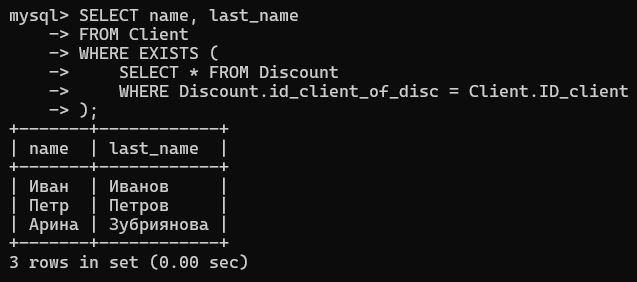 mysql> SELECT name, last_name
    -> FROM Client
    -> WHERE EXISTS (
    ->     SELECT * FROM Discount
    ->     WHERE Discount.id_client_of_disc = Client.ID_client
    -> );
+-------+------------+
| name  | last_name  |
+-------+------------+
| Иван  | Иванов     |
| Петр  | Петров     |
| Арина | Зубриянова |
+-------+------------+
3 rows in set (0.00 sec)